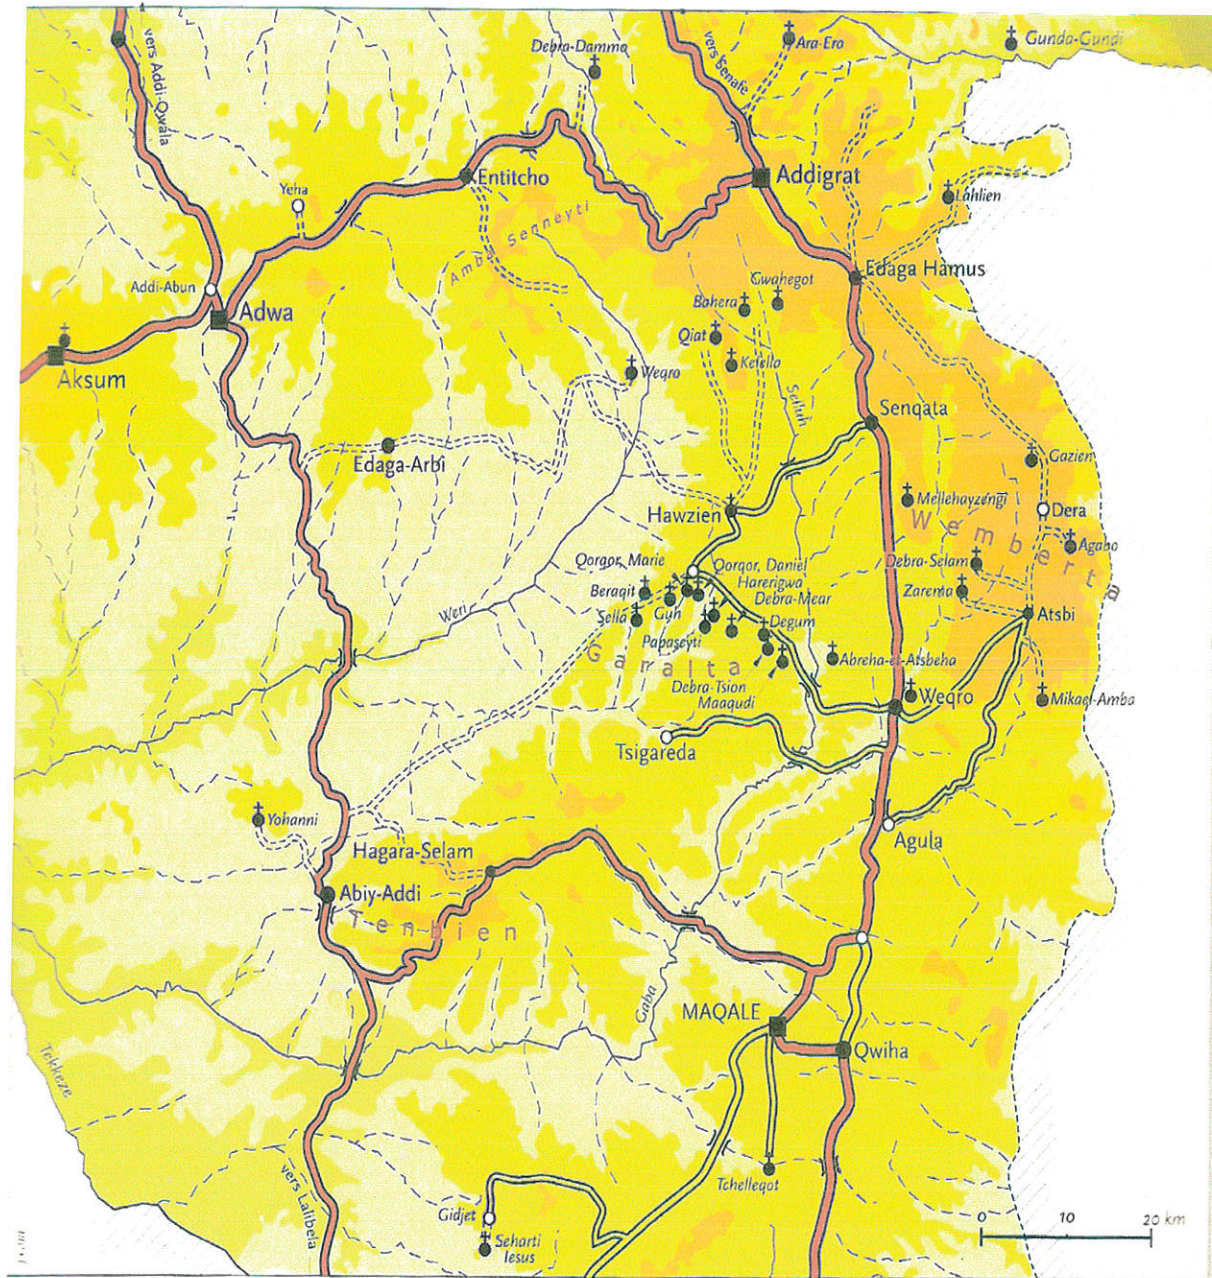 vers Addi-Qwala
Debra-Dammo
vers Senafe
Ara-Ero
Gunda-Gundi
Entitcho
Addigrat
Yeha
Lahlien
Amba Senneyti
Edaga Hamus
Addi-Abun
Adwa
Gwahegot
Bahera
Qiat
Kefello
Aksum
Weqro
Senqata
Edaga-Arbi
Gazien
Hawzien
Mellehayzengi
Dera
Wemberta
Agabo
Qorqor, Marie
Qorqor, Daniel
Debra-Selam
Harerigwa
Beraqit
Debra-Mear
Zarema
Sella
Guh
Weri
Degum
Atsbi
Papaseyti
Garalta
Abreha-et-Atsbeha
Debra-Tsion
Maaqudi
Weqro
Mikael-Amba
Tsigareda
Yohanni
Agula
Hagara-Selam
Abiy-Addi
Tenbien
Gaba
MAQALE
Qwiha
Tekkeze
vers Lalibela
Tchelleqot
Gidjet
Seharti
Iesus
0 10 20 km